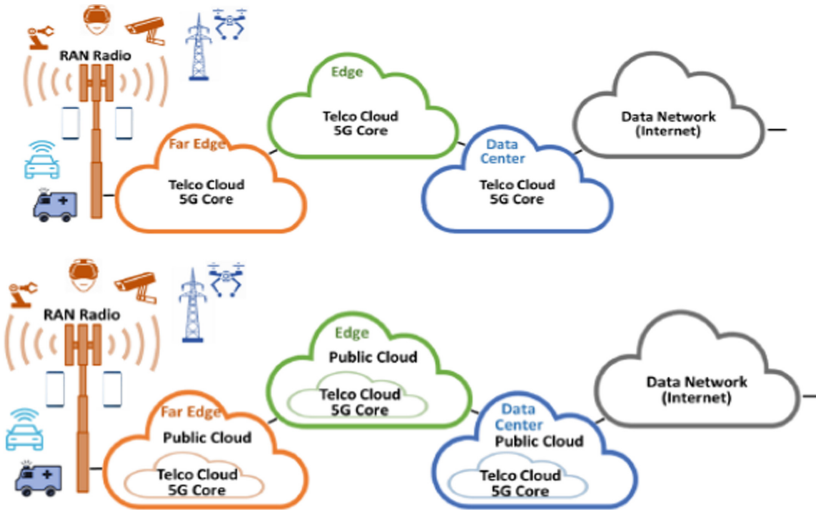 RAN Radio
Far Edge
Telco Cloud
5G Core
Edge
Telco Cloud
5G Core
Data
Center
Telco Cloud
5G Core
Data Network
(Internet)
RAN Radio
Far Edge
Public Cloud
Telco Cloud
5G Core
Edge
Public Cloud
Telco Cloud
5G Core
Data
Center
Public Cloud
Telco Cloud
5G Core
Data Network
(Internet)